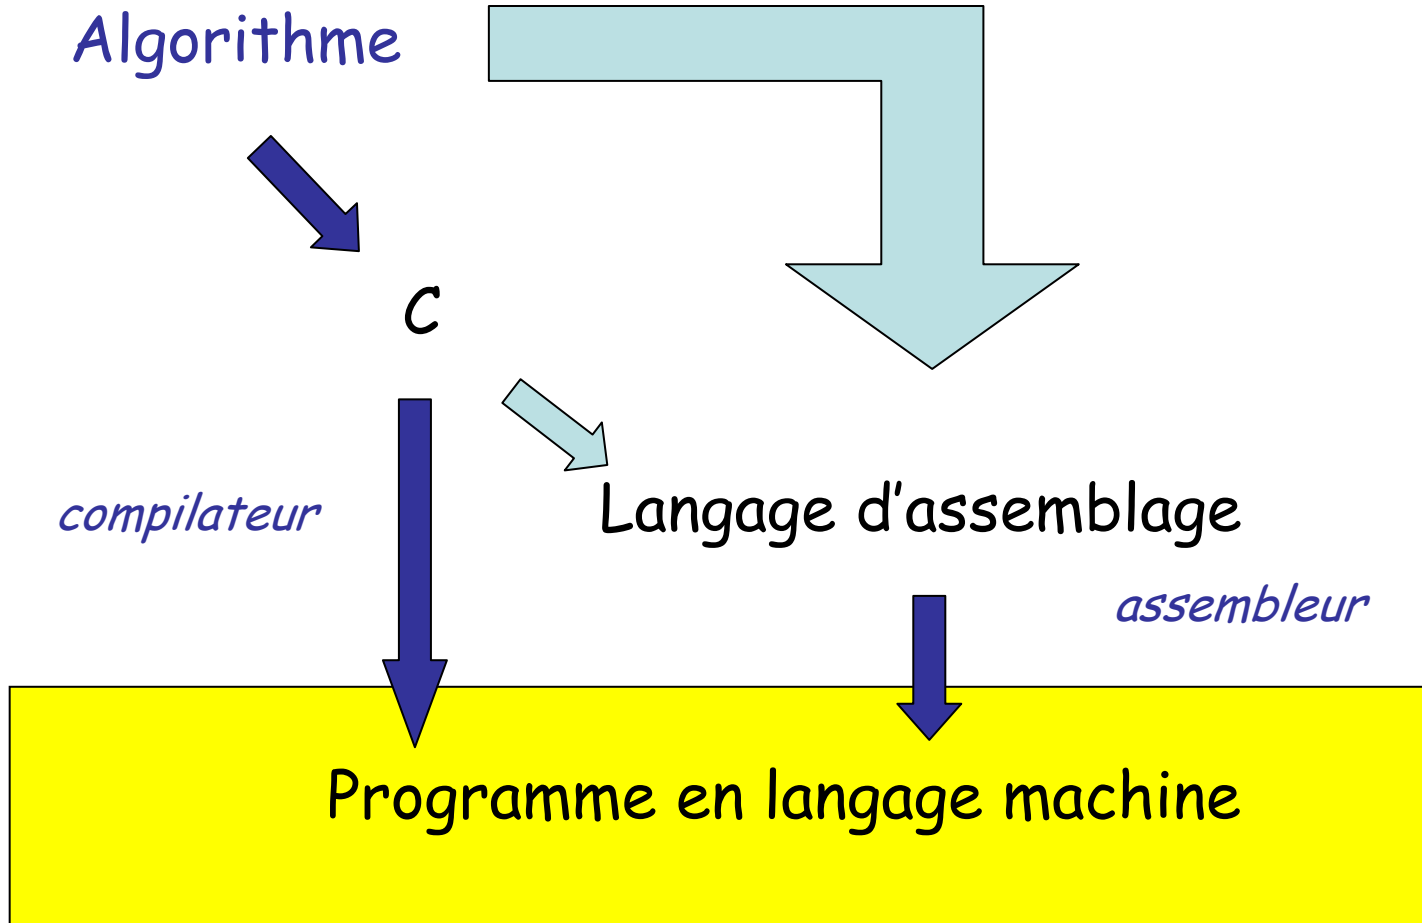 Algorithme
C
compilateur
Langage d’assemblage
assembleur
Programme en langage machine